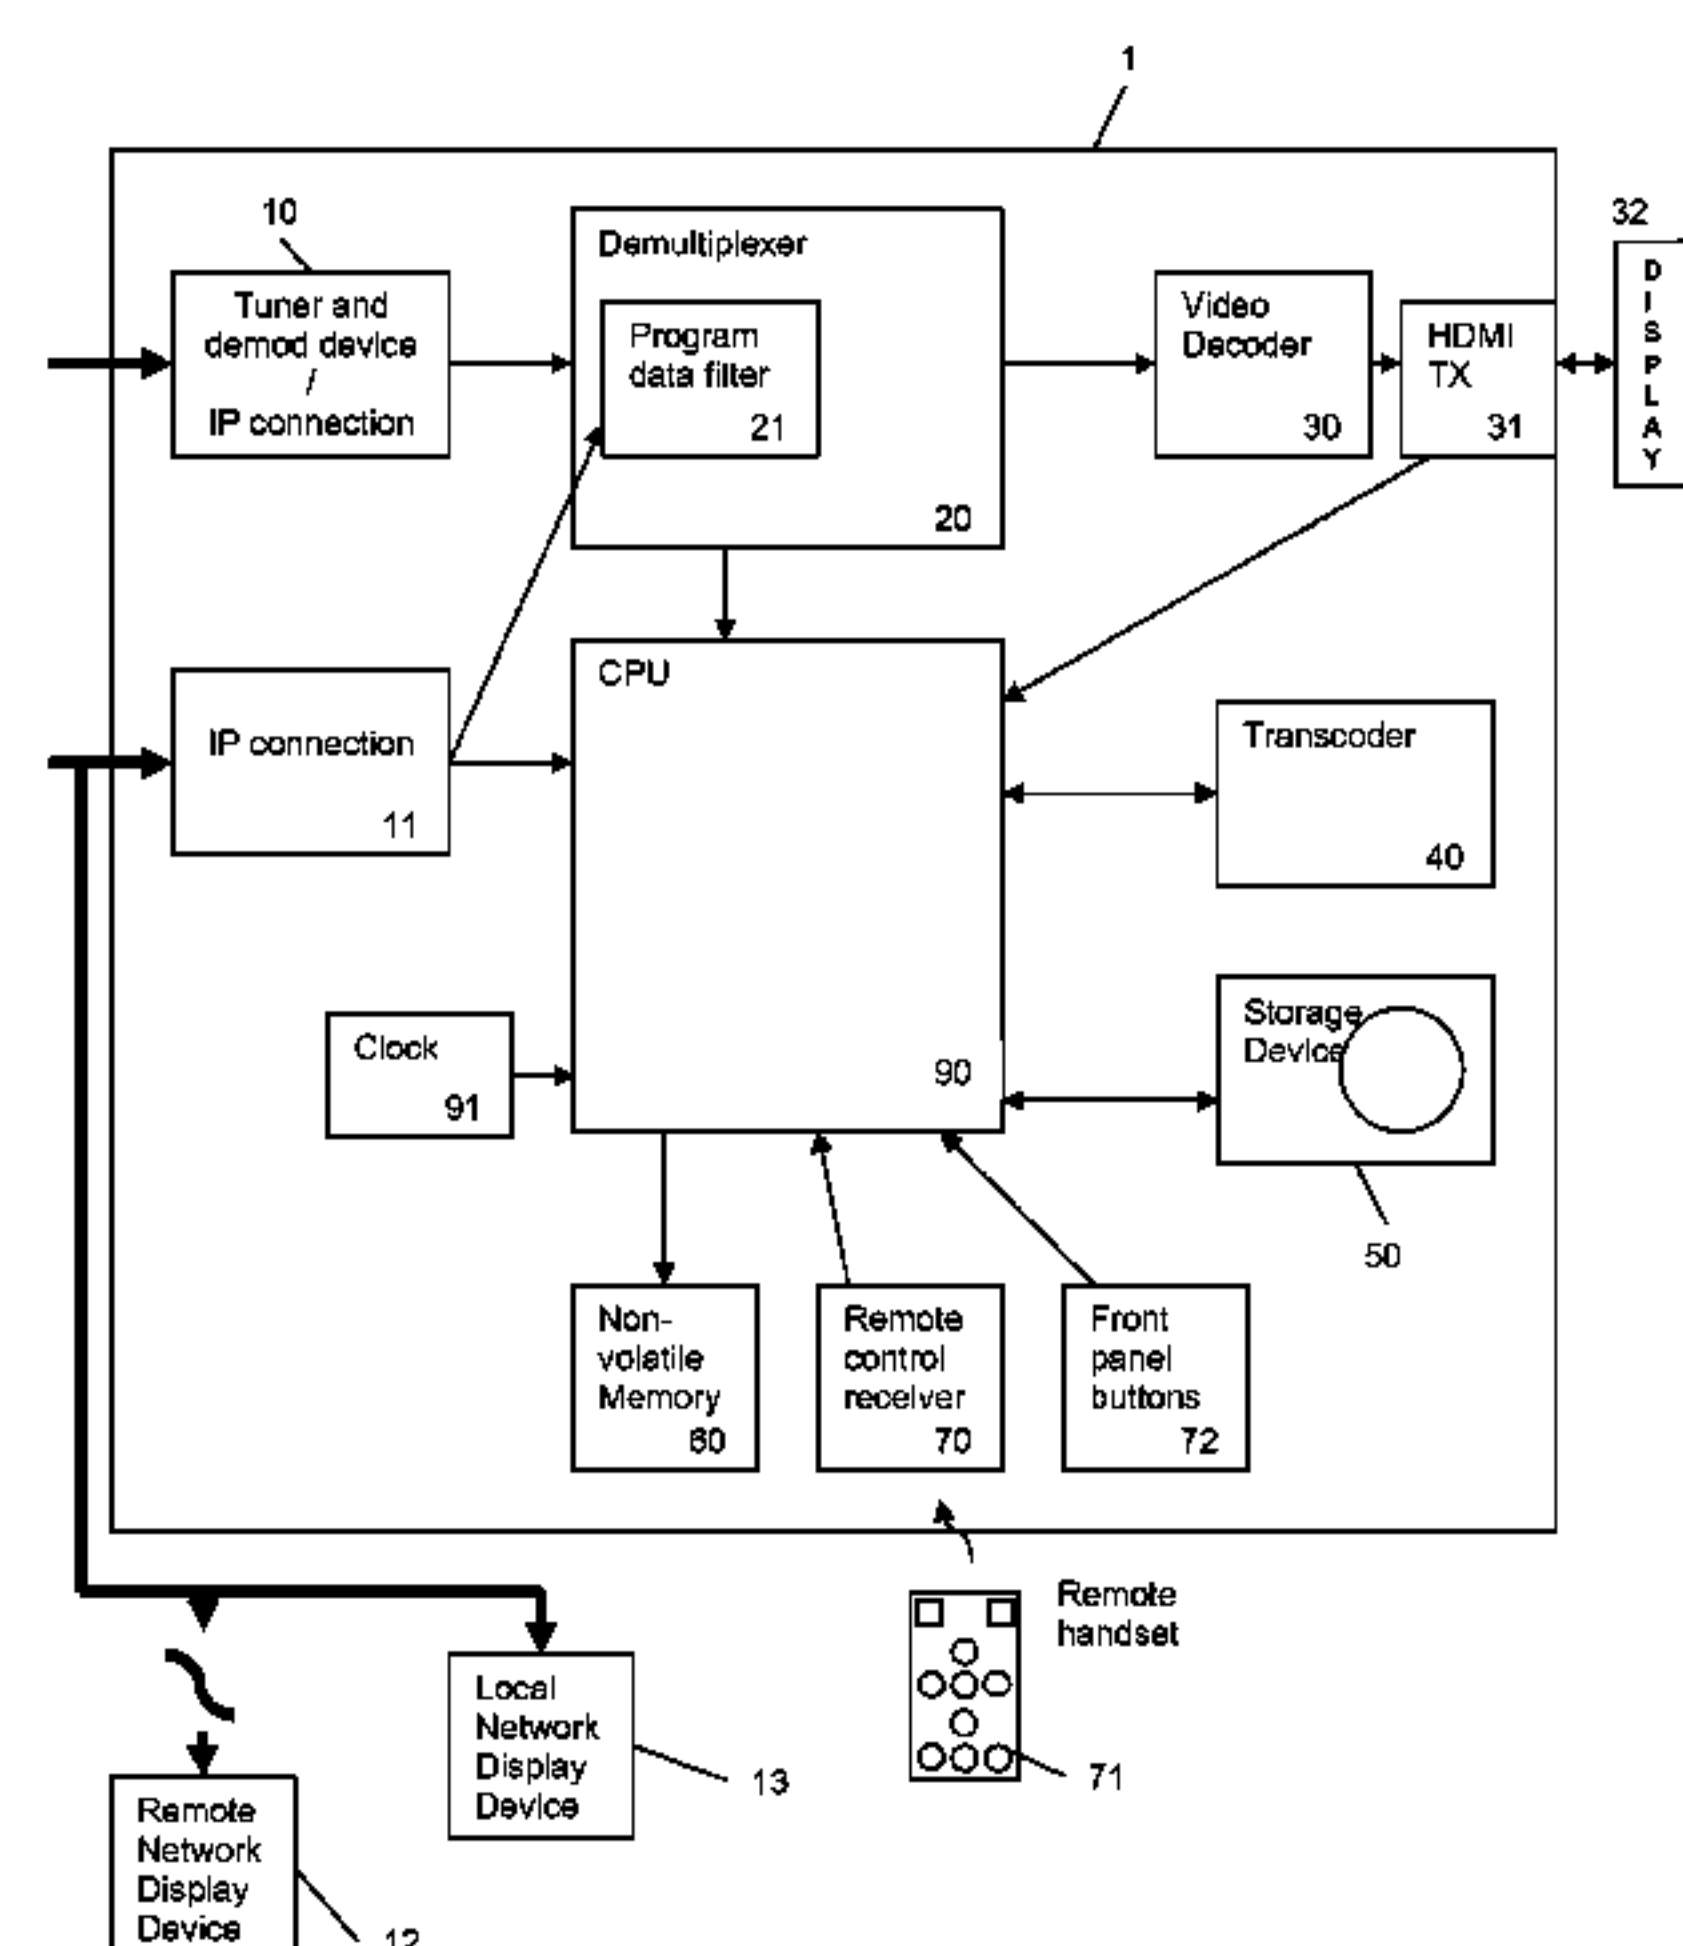 1
10
Tuner and
demod device
/
IP connection
Demultiplexer
Program
data filter
21
20
Video
Decoder
30
HDMI
TX
31
32
D
I
S
P
L
A
Y
IP connection
11
CPU
90
Transcoder
40
Clock
91
Storage
Device
50
Non-
volatile
Memory
60
Remote
control
receiver
70
Front
panel
buttons
72
Remote
handset
71
Local
Network
Display
Device
13
Remote
Network
Display
Device
12